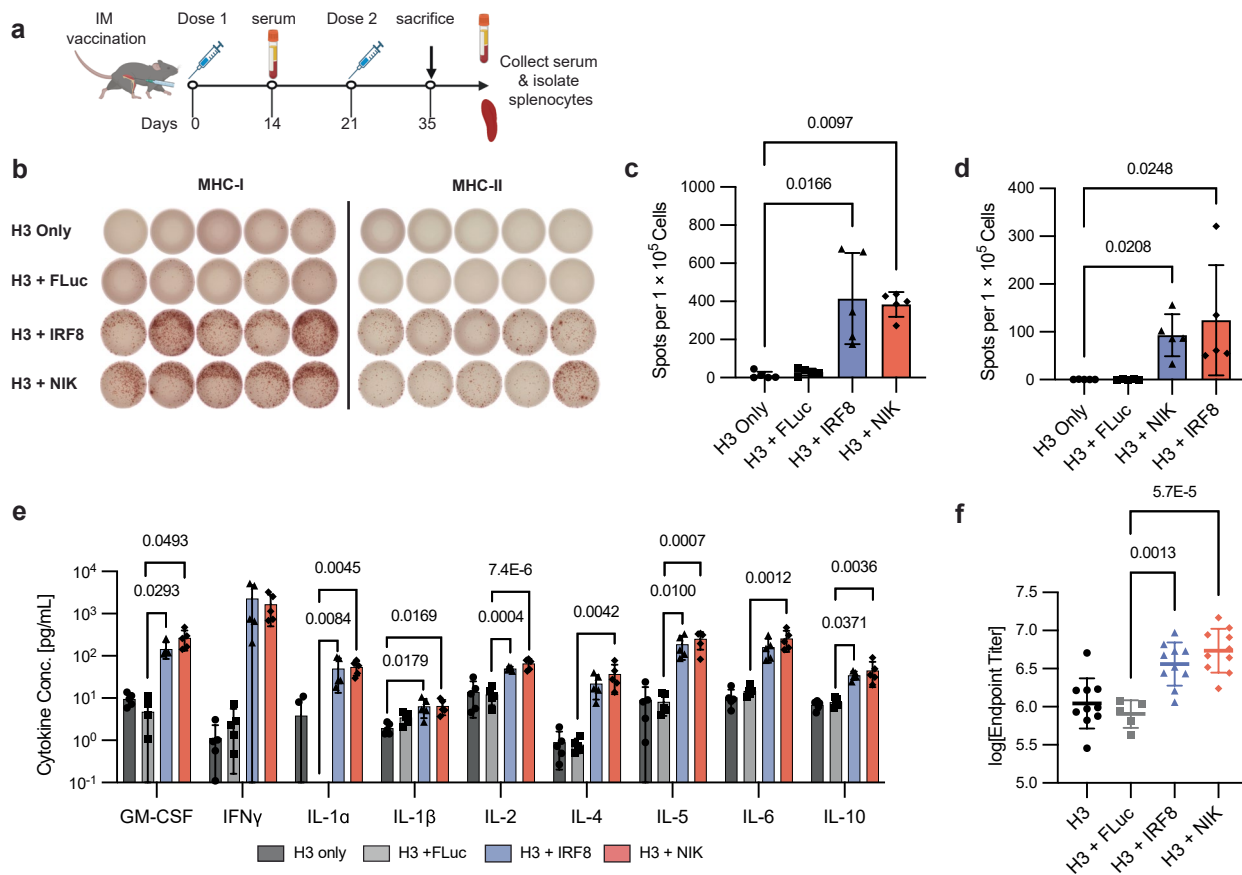 a
IM
vaccination
Dose 1
serum
Dose 2
sacrifice
Collect serum
& isolate
splenocytes
Days
0
14
21
35
b
MHC-I
MHC-II
H3 Only
H3 + FLuc
H3 + IRF8
H3 + NIK
c
0.0097
0.0166
Spots per 1 × 10⁵ Cells
1000
800
600
400
200
0
H3 Only
H3 + FLuc
H3 + IRF8
H3 + NIK
d
0.0248
0.0208
Spots per 1 × 10⁵ Cells
400
300
200
100
0
H3 Only
H3 + FLuc
H3 + NIK
H3 + IRF8
e
Cytokine Conc. [pg/mL]
10⁴
10³
10²
10¹
10⁰
10⁻¹
0.0493
0.0293
0.0045
0.0084
0.0169
0.0179
7.4E-6
0.0004
0.0042
0.0007
0.0100
0.0012
0.0036
0.0371
GM-CSF
IFNγ
IL-1α
IL-1β
IL-2
IL-4
IL-5
IL-6
IL-10
H3 only
H3 +FLuc
H3 + IRF8
H3 + NIK
f
5.7E-5
0.0013
log[Endpoint Titer]
7.5
7.0
6.5
6.0
5.5
5.0
H3
H3 + FLuc
H3 + IRF8
H3 + NIK